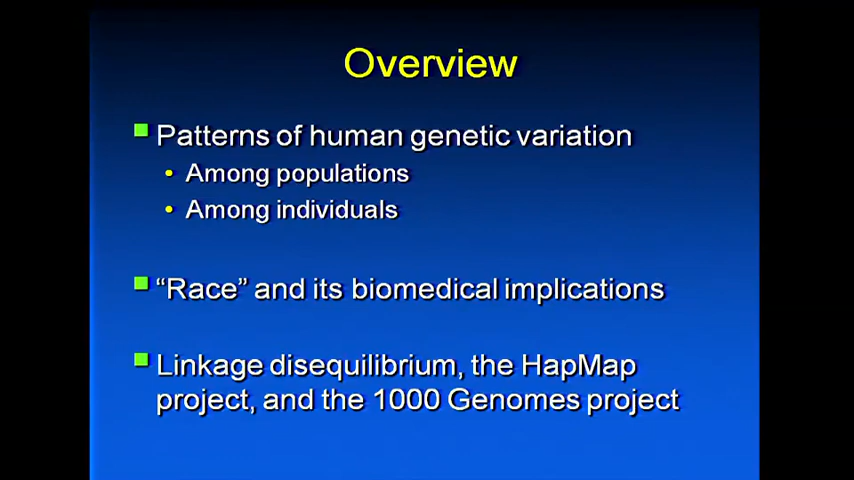 Overview
Patterns of human genetic variation
• Among populations
• Among individuals
“Race” and its biomedical implications
Linkage disequilibrium, the HapMap
project, and the 1000 Genomes project